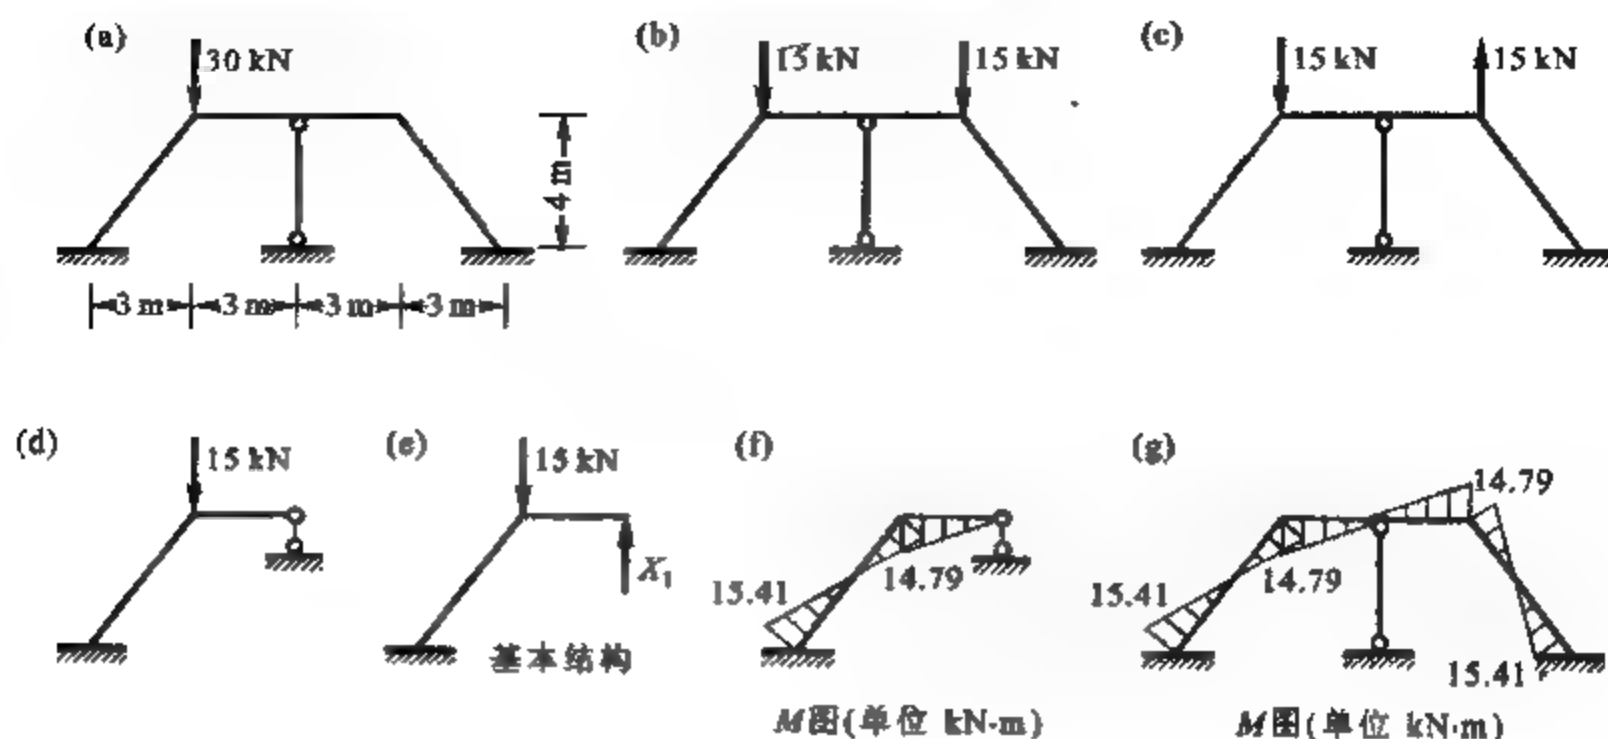 (a) 30 kN
(b) 15 kN 15 kN
(c) 15 kN 15 kN
4 m
3 m 3 m 3 m 3 m
(d) 15 kN
(e) 15 kN
X₁
基本结构
(f)
15.41 14.79
M图(单位 kN·m)
(g)
14.79
15.41 14.79
15.41
M图(单位 kN·m)